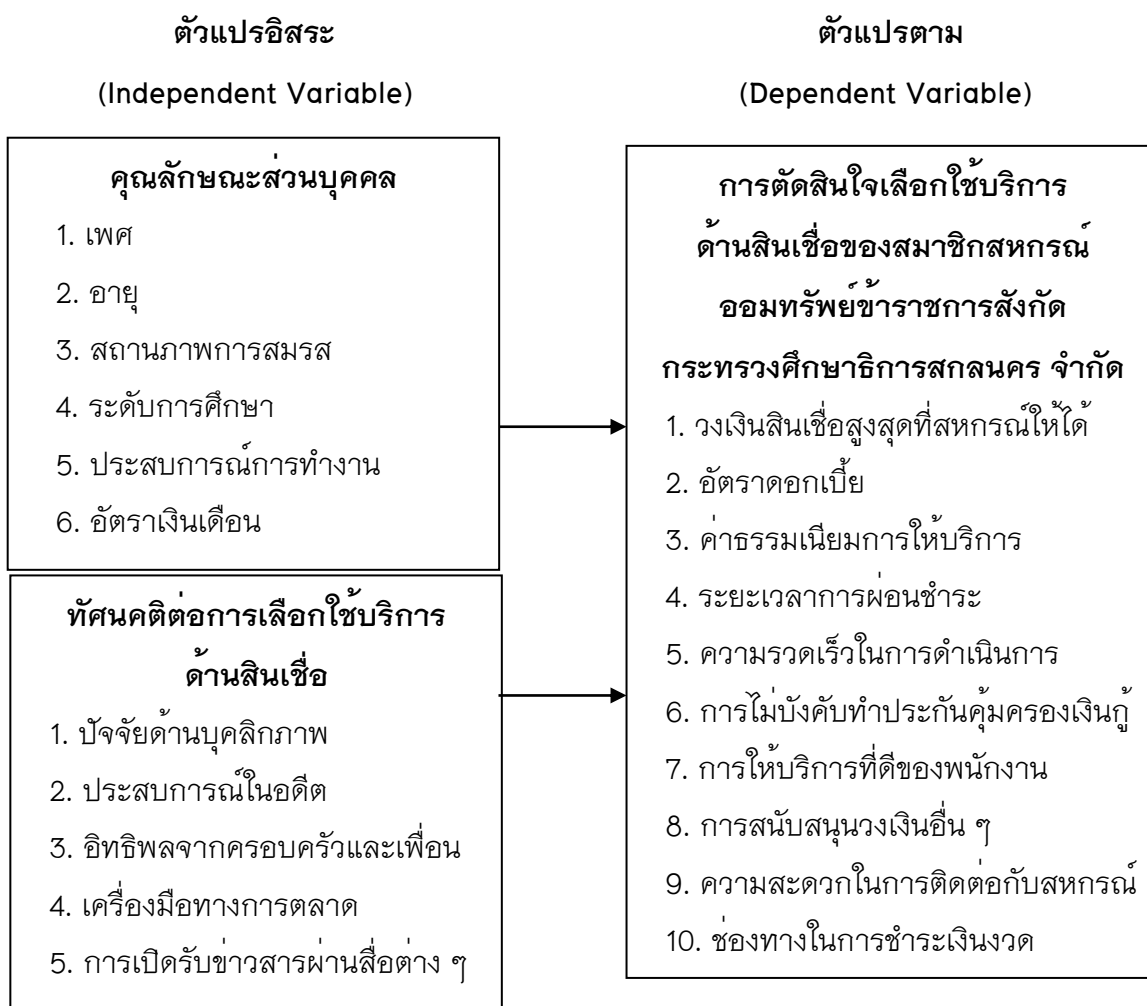 ตัวแปรอิสระ
(Independent Variable)
คุณลักษณะส่วนบุคคล
1. เพศ
2. อายุ
3. สถานภาพการสมรส
4. ระดับการศึกษา
5. ประสบการณ์การทำงาน
6. อัตราเงินเดือน
ทัศนคติต่อการเลือกใช้บริการ
ด้านสินเชื่อ
1. ปัจจัยด้านบุคลิกภาพ
2. ประสบการณ์ในอดีต
3. อิทธิพลจากครอบครัวและเพื่อน
4. เครื่องมือทางการตลาด
5. การเปิดรับข่าวสารผ่านสื่อต่าง ๆ
ตัวแปรตาม
(Dependent Variable)
การตัดสินใจเลือกใช้บริการ
ด้านสินเชื่อของสมาชิกสหกรณ์
ออมทรัพย์ข้าราชการสังกัด
กระทรวงศึกษาธิการสกลนคร จำกัด
1. วงเงินสินเชื่อสูงสุดที่สหกรณ์ให้ได้
2. อัตราดอกเบี้ย
3. ค่าธรรมเนียมการให้บริการ
4. ระยะเวลาการผ่อนชำระ
5. ความรวดเร็วในการดำเนินการ
6. การไม่บังคับทำประกันคุ้มครองเงินกู้
7. การให้บริการที่ดีของพนักงาน
8. การสนับสนุนวงเงินอื่น ๆ
9. ความสะดวกในการติดต่อกับสหกรณ์
10. ช่องทางในการชำระเงินงวด